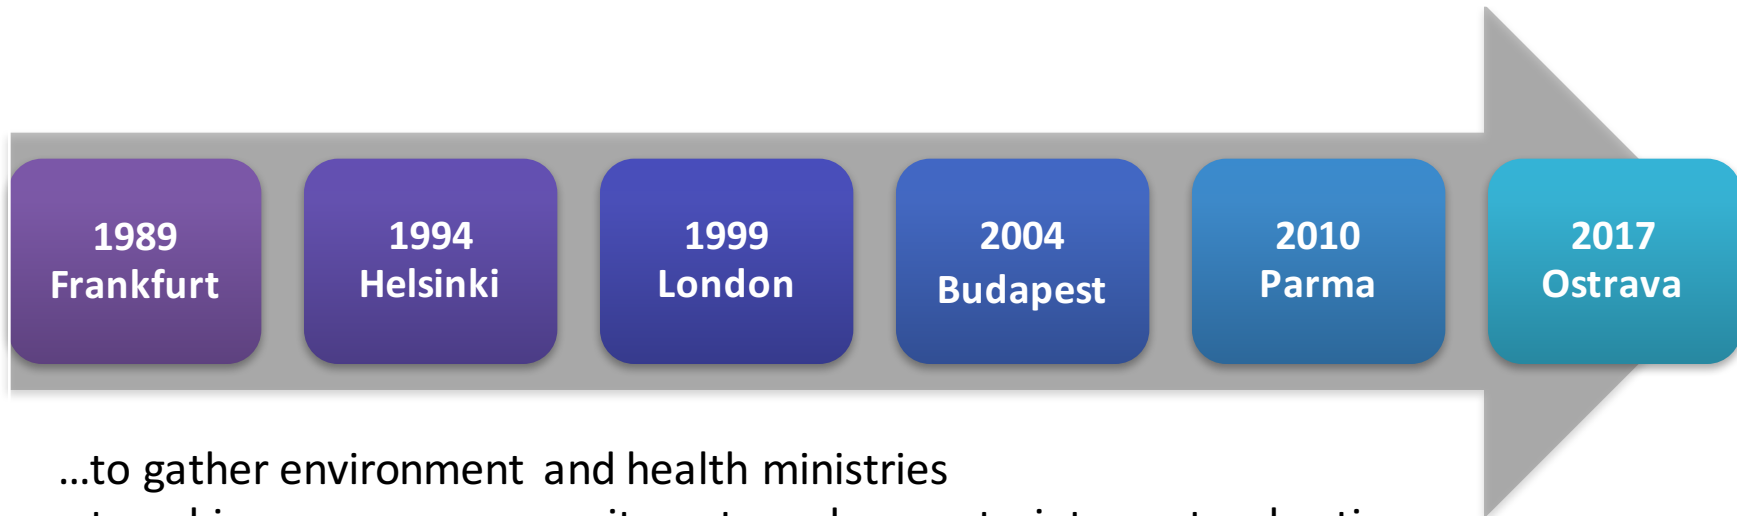 1989
Frankfurt
1994
Helsinki
1999
London
2004
Budapest
2010
Parma
2017
Ostrava
...to gather environment and health ministries